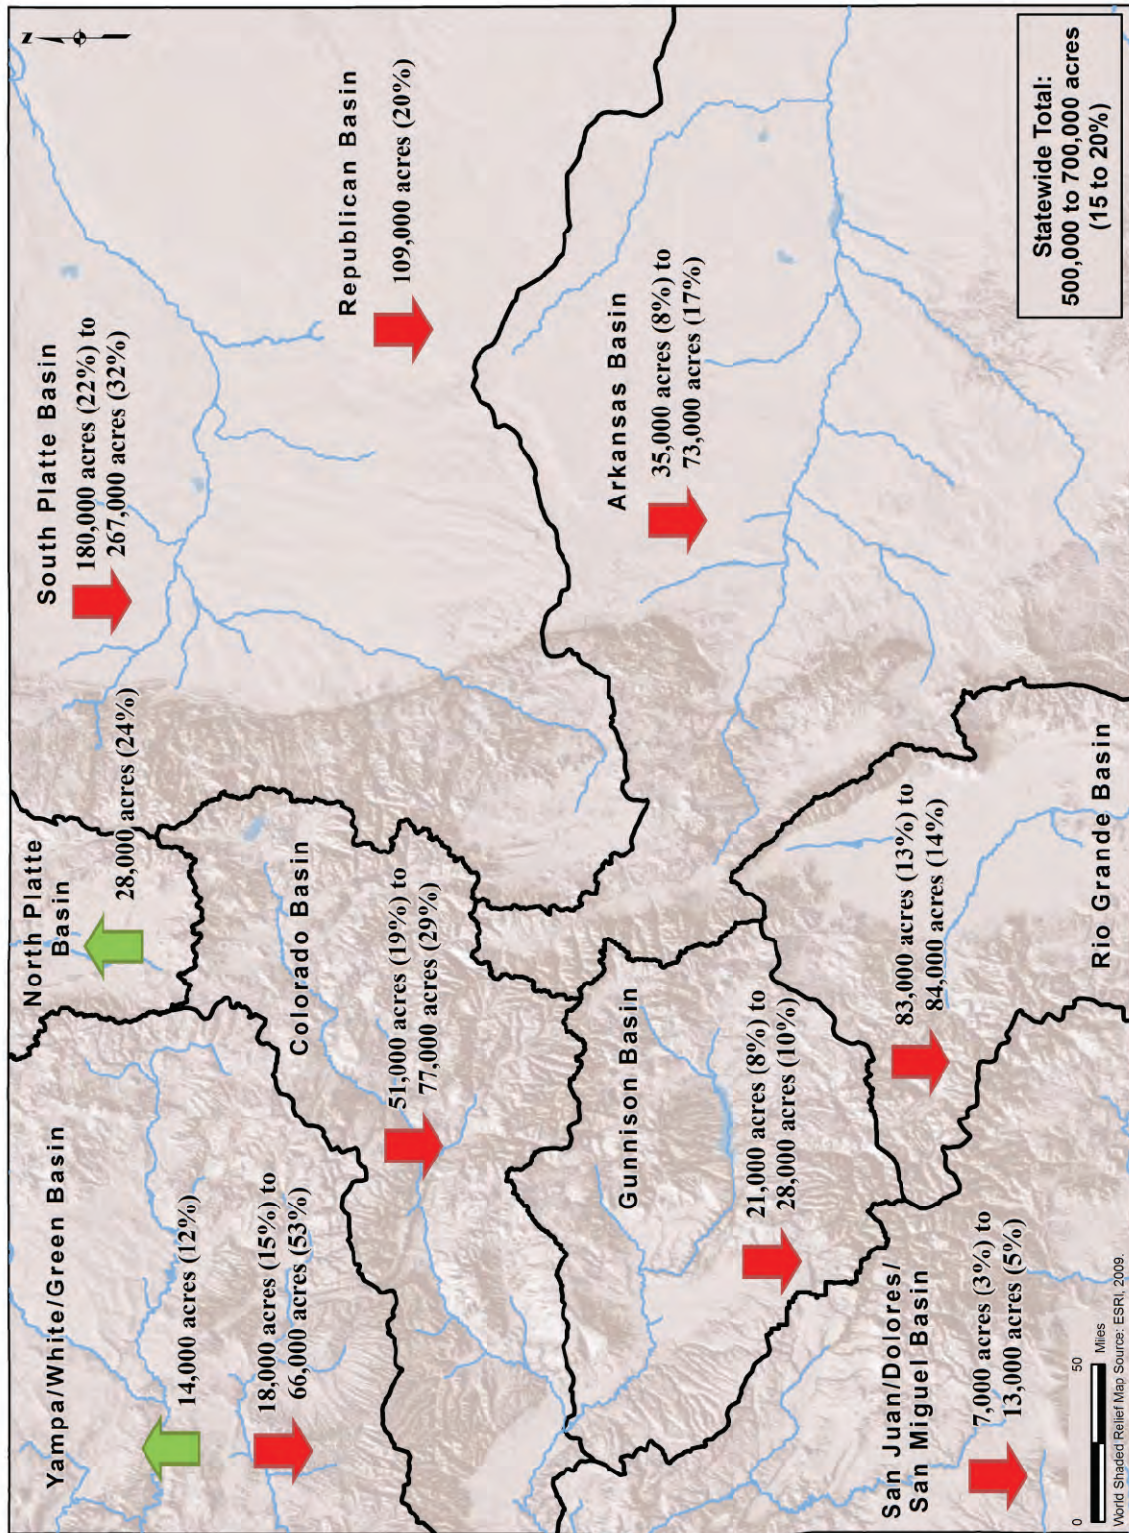 N
Yampa/White/Green Basin
14,000 acres (12%)
18,000 acres (15%) to
66,000 acres (53%)
North Platte
Basin
28,000 acres (24%)
South Platte Basin
180,000 acres (22%) to
267,000 acres (32%)
Colorado Basin
51,000 acres (19%) to
77,000 acres (29%)
Republican Basin
109,000 acres (20%)
Gunnison Basin
21,000 acres (8%) to
28,000 acres (10%)
Arkansas Basin
35,000 acres (8%) to
73,000 acres (17%)
San Juan/Dolores/
San Miguel Basin
7,000 acres (3%) to
13,000 acres (5%)
83,000 acres (13%) to
84,000 acres (14%)
Rio Grande Basin
Statewide Total:
500,000 to 700,000 acres
(15 to 20%)
0 50
Miles
World Shaded Relief Map Source: ESRI, 2009.